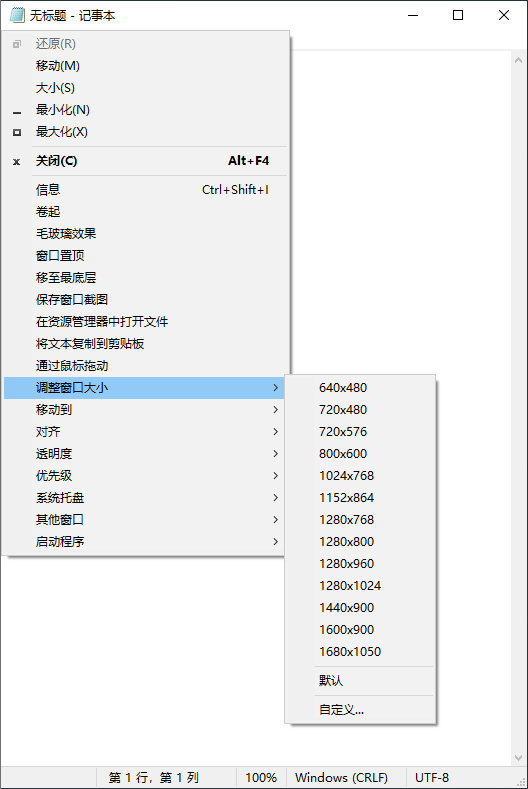 无标题 - 记事本
还原(R)
移动(M)
大小(S)
最小化(N)
最大化(X)
关闭(C) Alt+F4
信息 Ctrl+Shift+I
卷起
毛玻璃效果
窗口置顶
移至最底层
保存窗口截图
在资源管理器中打开文件
将文本复制到剪贴板
通过鼠标拖动
调整窗口大小
移动到
对齐
透明度
优先级
系统托盘
其他窗口
启动程序
640x480
720x480
720x576
800x600
1024x768
1152x864
1280x768
1280x800
1280x960
1280x1024
1440x900
1600x900
1680x1050
默认
自定义...
第 1 行，第 1 列 100% Windows (CRLF) UTF-8